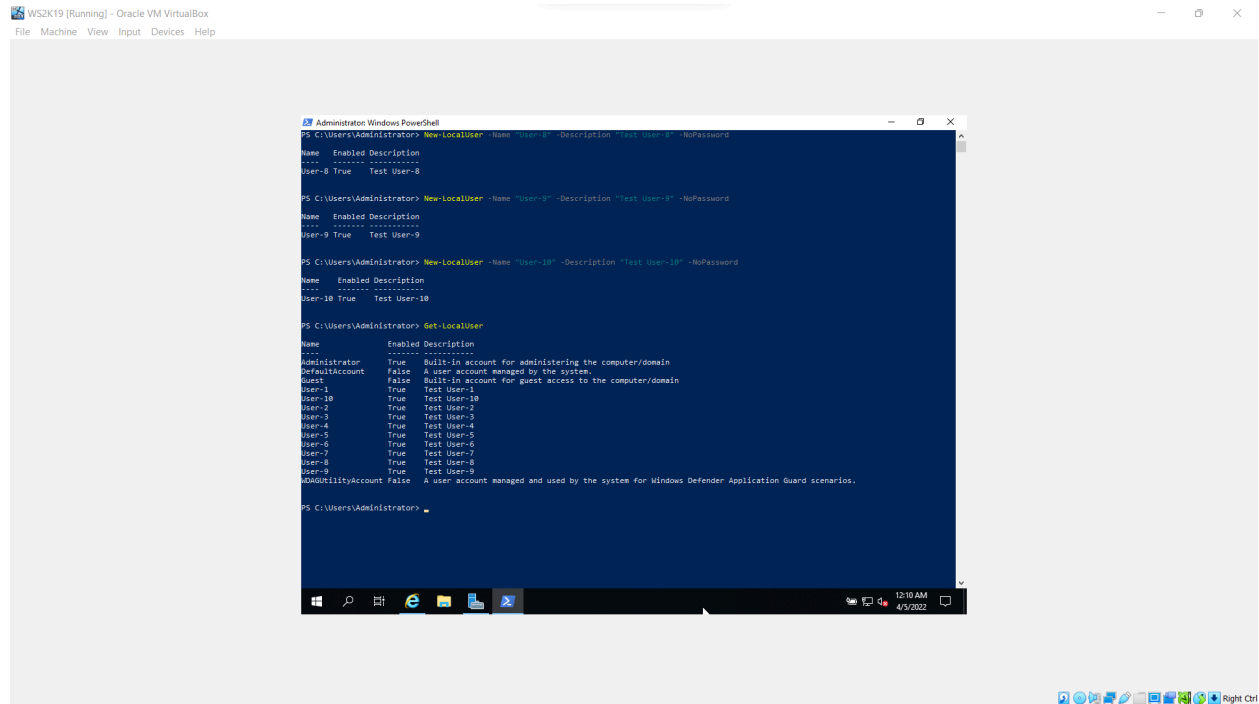 WS2K19 [Running] - Oracle VM VirtualBox
File Machine View Input Devices Help
Administrator: Windows PowerShell
PS C:\Users\Administrator> New-LocalUser -Name "User-8" -Description "Test User-8" -NoPassword
Name Enabled Description
---- ------- -----------
User-8 True Test User-8
PS C:\Users\Administrator> New-LocalUser -Name "User-9" -Description "Test User-9" -NoPassword
Name Enabled Description
---- ------- -----------
User-9 True Test User-9
PS C:\Users\Administrator> New-LocalUser -Name "User-10" -Description "Test User-10" -NoPassword
Name Enabled Description
---- ------- -----------
User-10 True Test User-10
PS C:\Users\Administrator> Get-LocalUser
Name Enabled Description
---- ------- -----------
Administrator True Built-in account for administering the computer/domain
DefaultAccount False A user account managed by the system.
Guest False Built-in account for guest access to the computer/domain
User-1 True Test User-1
User-10 True Test User-10
User-2 True Test User-2
User-3 True Test User-3
User-4 True Test User-4
User-5 True Test User-5
User-6 True Test User-6
User-7 True Test User-7
User-8 True Test User-8
User-9 True Test User-9
WDAGUtilityAccount False A user account managed and used by the system for Windows Defender Application Guard scenarios.
PS C:\Users\Administrator> _
12:10 AM
4/5/2022
Right Ctrl